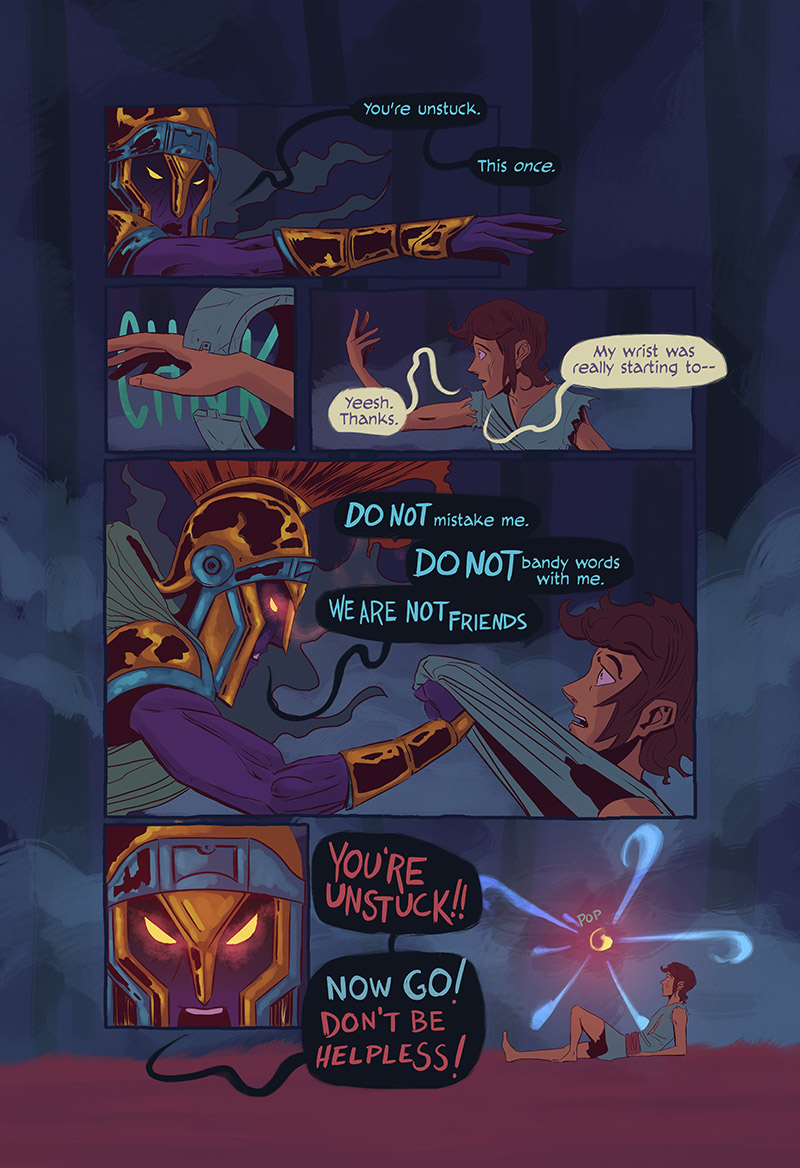 You're unstuck.
This once.
CHNK
Yeesh.
Thanks.
My wrist was
really starting to--
DO NOT mistake me.
DO NOT bandy words
with me.
WE ARE NOT FRIENDS
YOU'RE
UNSTUCK!!
POP
NOW GO!
DON'T BE
HELPLESS!